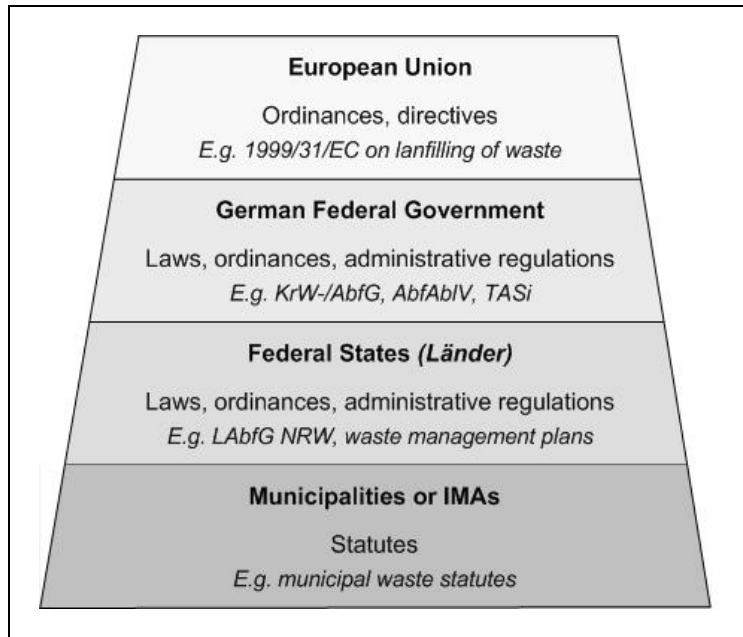 European Union
Ordinances, directives
E.g. 1999/31/EC on lanfilling of waste
German Federal Government
Laws, ordinances, administrative regulations
E.g. KrW-/AbfG, AbfAblV, TASi
Federal States (Länder)
Laws, ordinances, administrative regulations
E.g. LAbfG NRW, waste management plans
Municipalities or IMAs
Statutes
E.g. municipal waste statutes